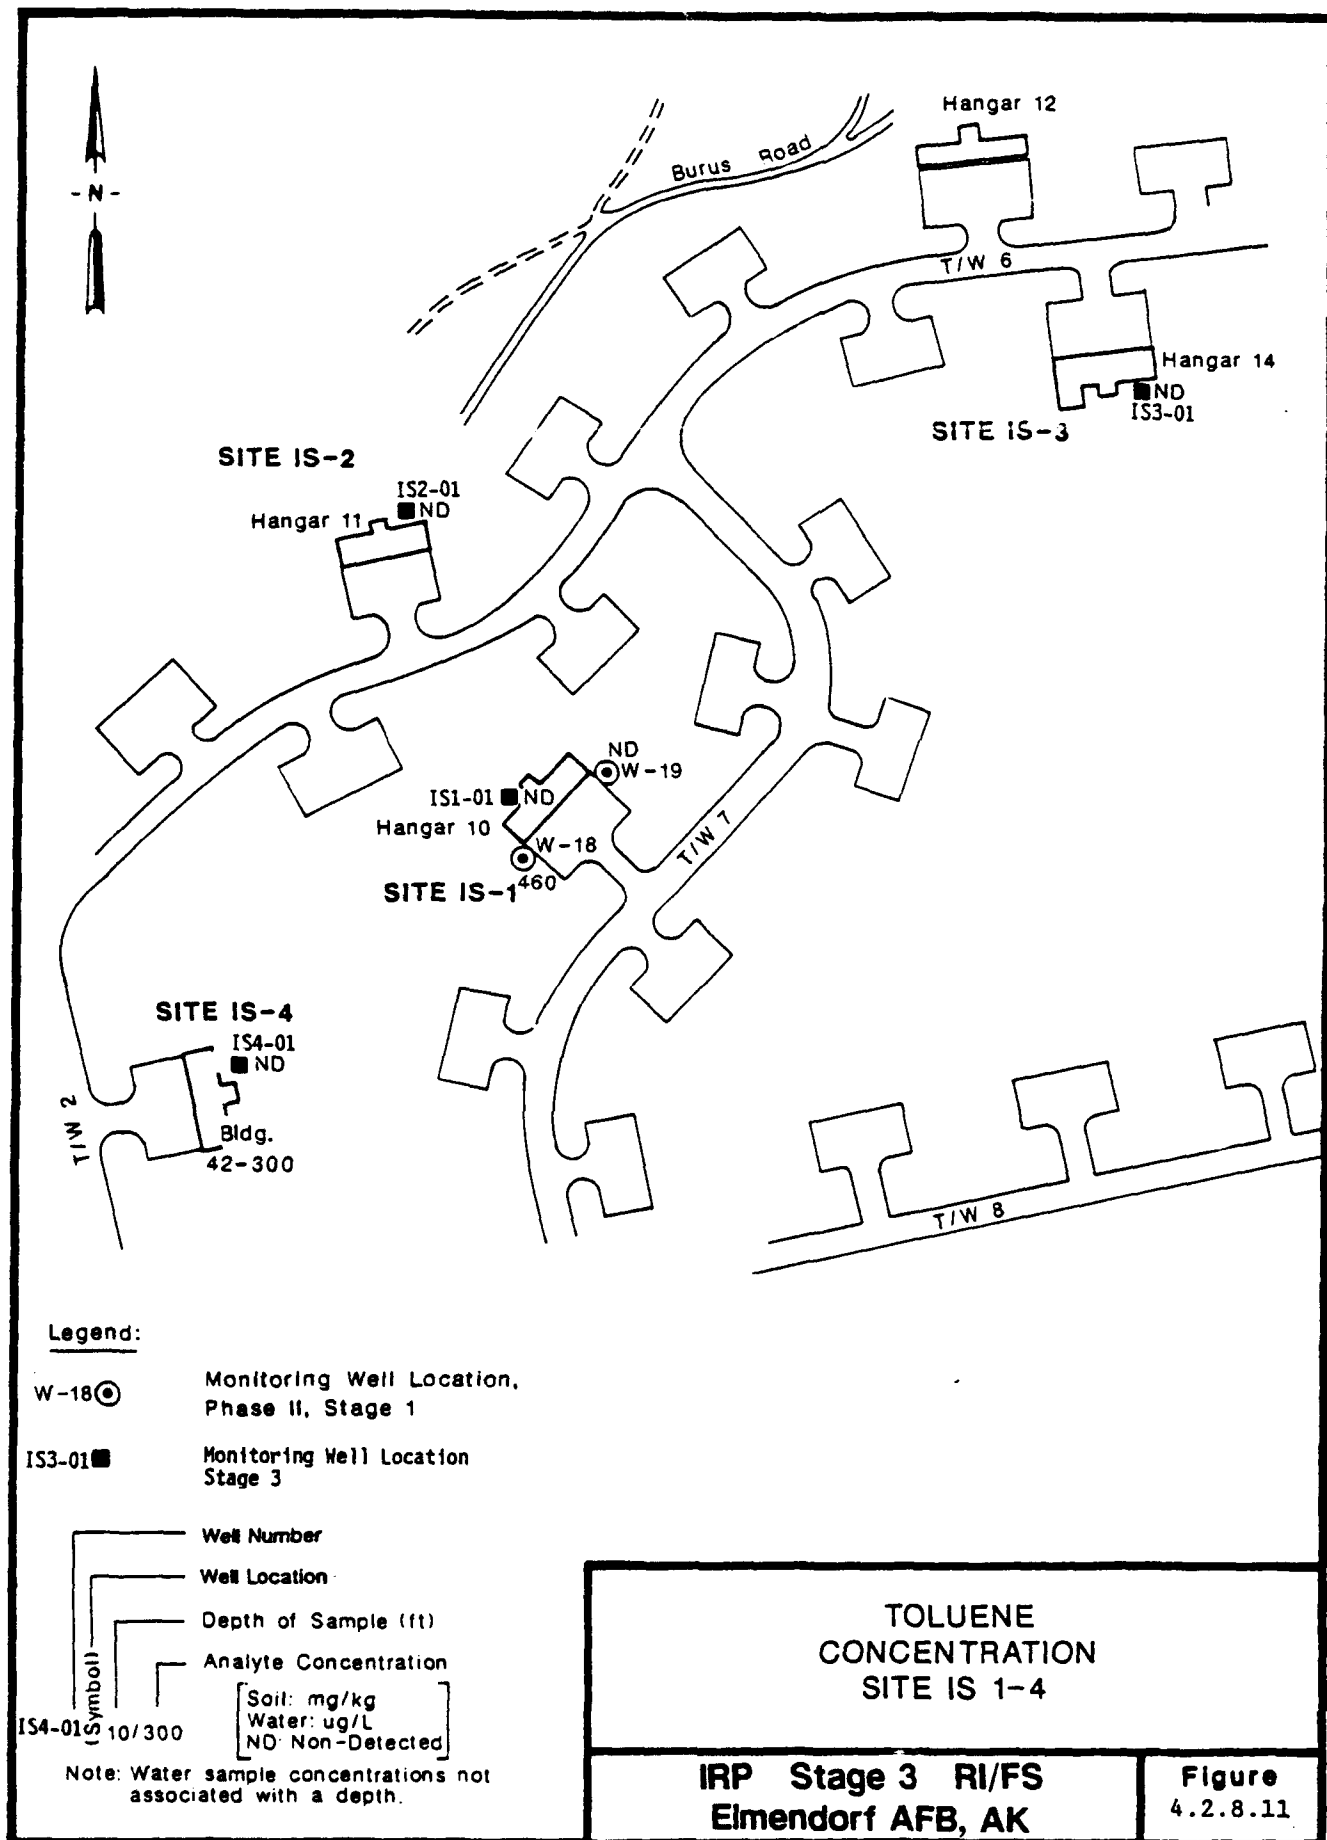 - N -
Burus Road
Hangar 12
T/W 6
Hangar 14
ND
IS3-01
SITE IS-3
SITE IS-2
IS2-01
ND
Hangar 11
ND
W-19
IS1-01
ND
Hangar 10
W-18
460
SITE IS-1
T/W 7
SITE IS-4
IS4-01
ND
T/W 2
Bldg.
42-300
T/W 8
Legend:
W-18
Monitoring Well Location,
Phase II, Stage 1
IS3-01
Monitoring Well Location
Stage 3
Well Number
Well Location
Depth of Sample (ft)
Analyte Concentration
Soil: mg/kg
Water: ug/L
ND: Non-Detected
IS4-01 (Symbol) 10/300
Note: Water sample concentrations not
associated with a depth.
TOLUENE
CONCENTRATION
SITE IS 1-4
IRP Stage 3 RI/FS
Elmendorf AFB, AK
Figure
4.2.8.11